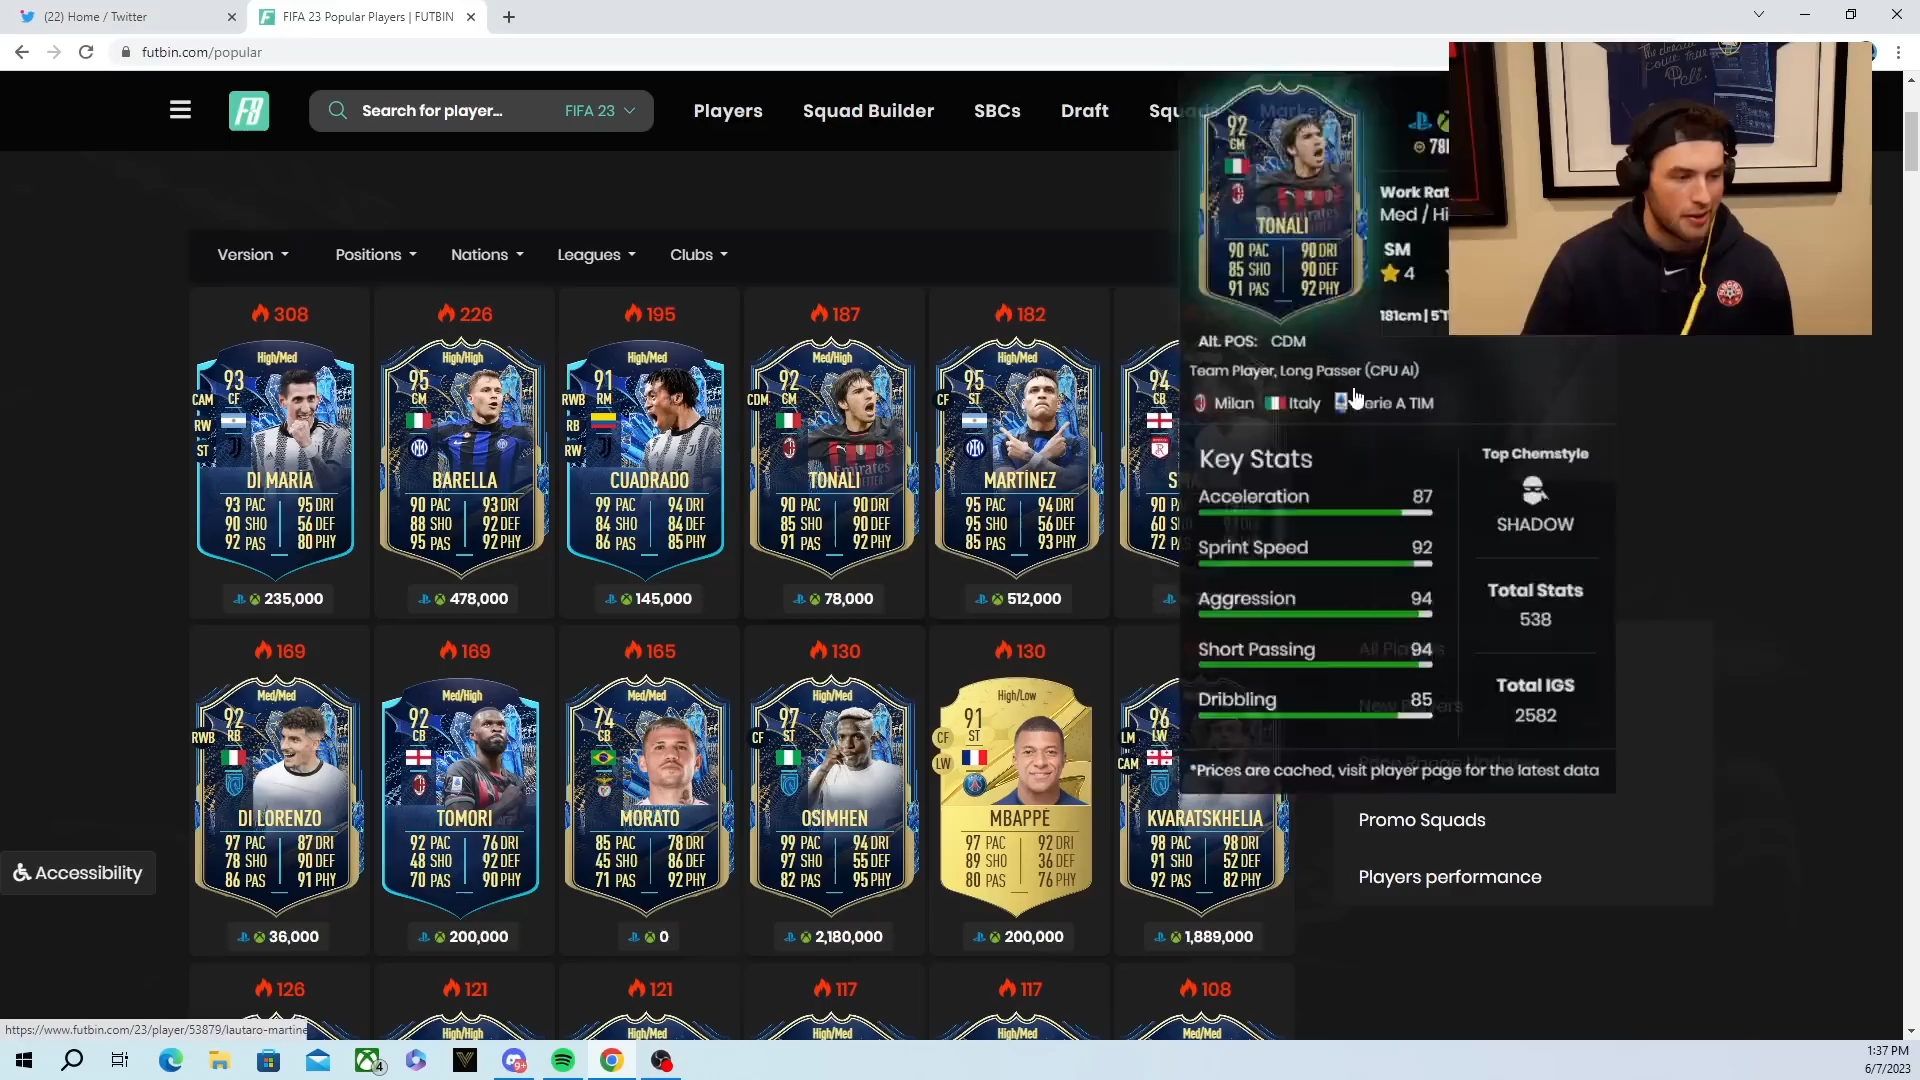 (22) Home / Twitter
FIFA 23 Popular Players | FUTBIN
futbin.com/popular
Search for player...
FIFA 23
Players
Squad Builder
SBCs
Draft
Version
Positions
Nations
Leagues
Clubs
308
226
195
187
182
High/Med
93
CF
CAM
RW
ST
DI MARÍA
93 PAC 95 DRI
90 SHO 56 DEF
92 PAS 80 PHY
235,000
High/High
95
CM
BARELLA
90 PAC 93 DRI
88 SHO 92 DEF
95 PAS 92 PHY
478,000
High/Med
91
RM
RWB
RB
RW
CUADRADO
99 PAC 94 DRI
84 SHO 84 DEF
86 PAS 85 PHY
145,000
Med/High
92
CM
CDM
TONALI
90 PAC 90 DRI
85 SHO 90 DEF
91 PAS 92 PHY
78,000
High/Med
95
ST
CF
MARTÍNEZ
95 PAC 94 DRI
95 SHO 56 DEF
85 PAS 93 PHY
512,000
94
CB
92
CM
TONALI
90 PAC 90 DRI
85 SHO 90 DEF
91 PAS 92 PHY
Med / Hi
SM
4
Alt. POS: CDM
Team Player, Long Passer (CPU AI)
Milan Italy
Key Stats
Acceleration 87
Sprint Speed 92
Aggression 94
Short Passing 94
Dribbling 85
Top Chemstyle
SHADOW
Total Stats
538
Total IGS
2582
*Prices are cached, visit player page for the latest data
169
169
165
130
130
Med/Med
92
RB
RWB
DI LORENZO
97 PAC 87 DRI
78 SHO 90 DEF
86 PAS 91 PHY
36,000
Med/High
92
CB
TOMORI
92 PAC 76 DRI
48 SHO 92 DEF
70 PAS 90 PHY
200,000
Med/Med
74
CB
MORATO
85 PAC 78 DRI
45 SHO 86 DEF
71 PAS 92 PHY
0
High/Med
97
ST
CF
OSIMHEN
99 PAC 94 DRI
97 SHO 55 DEF
82 PAS 95 PHY
2,180,000
High/Low
91
ST
CF
LW
MBAPPÉ
97 PAC 92 DRI
89 SHO 36 DEF
80 PAS 76 PHY
200,000
96
LW
LM
CAM
KVARATSKHELIA
98 PAC 98 DRI
91 SHO 52 DEF
92 PAS 82 PHY
1,889,000
Promo Squads
Players performance
Accessibility
126
121
121
117
117
108
High/Med
High/High
High/Med
High/Med
High/Med
Med/Med
https://www.futbin.com/23/player/53879/lautaro-martine
1:37 PM
6/7/2023